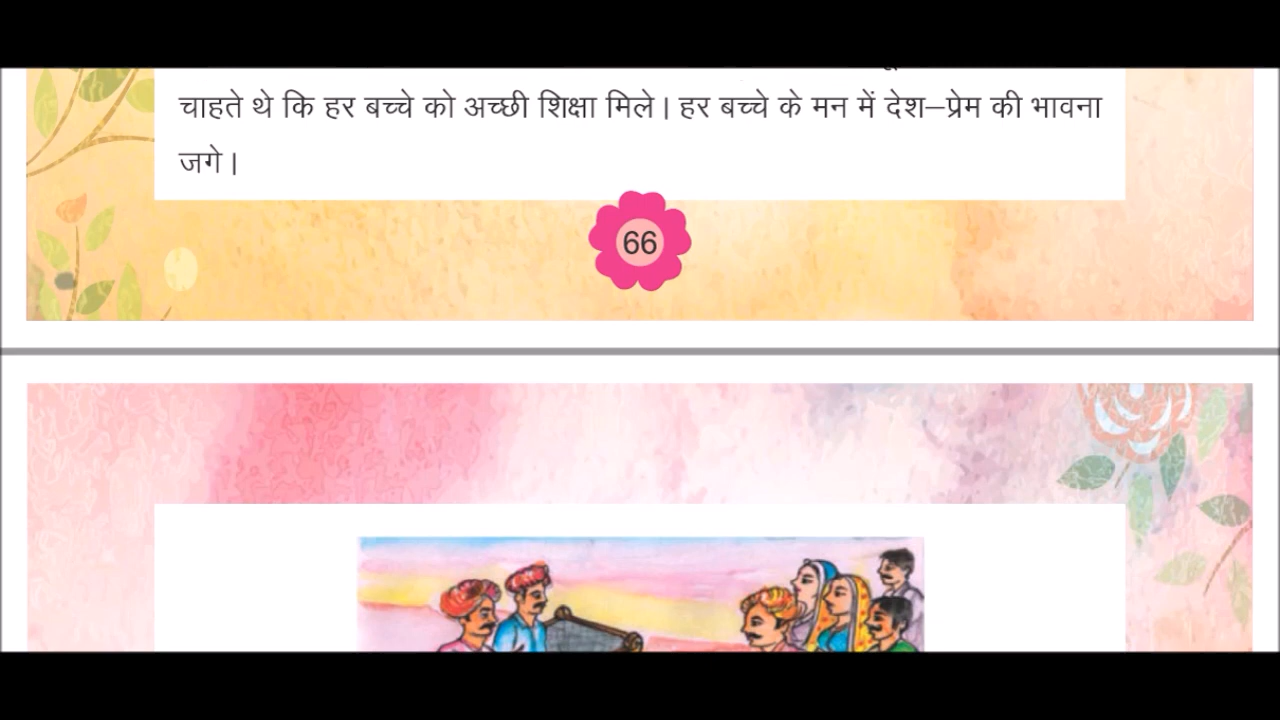 चाहते थे कि हर बच्चे को अच्छी शिक्षा मिले। हर बच्चे के मन में देश–प्रेम की भावना
जगे।
66